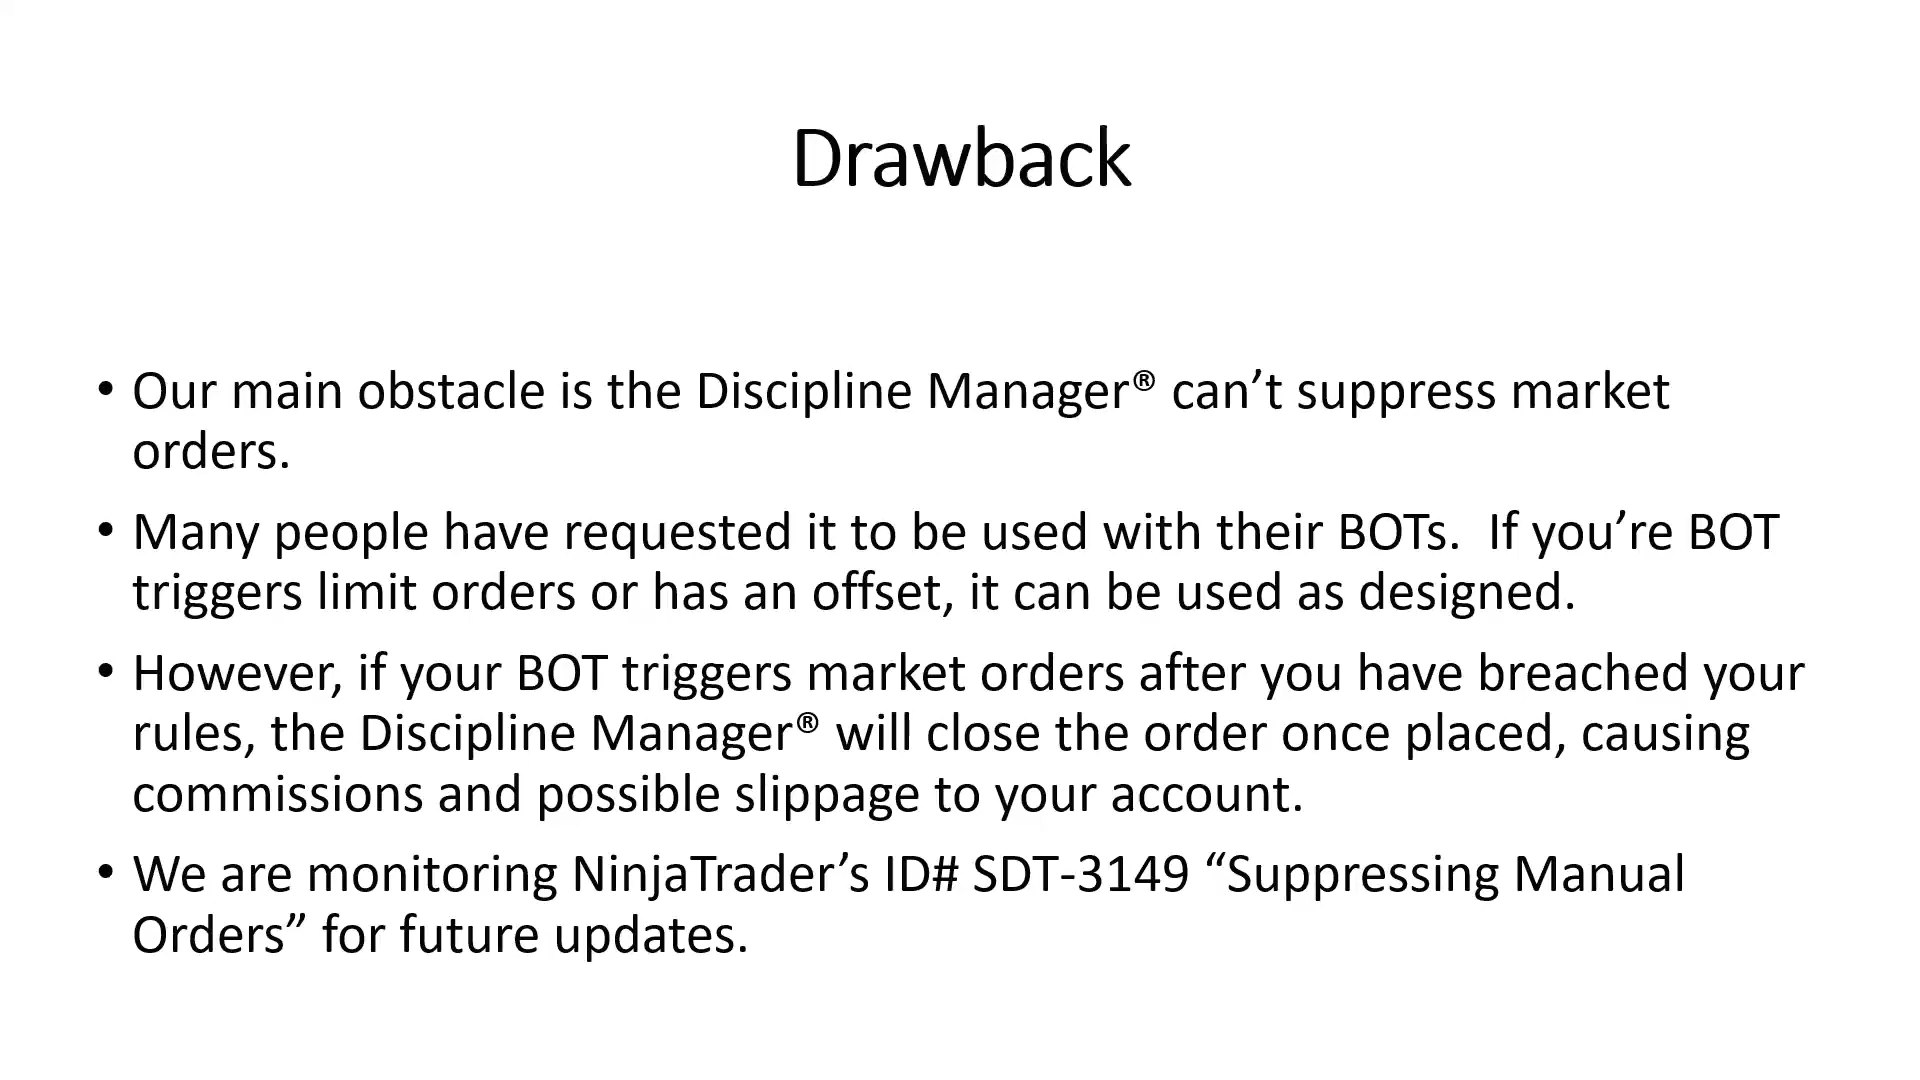 Drawback
• Our main obstacle is the Discipline Manager® can’t suppress market
orders.
• Many people have requested it to be used with their BOTs.  If you’re BOT
triggers limit orders or has an offset, it can be used as designed.
• However, if your BOT triggers market orders after you have breached your
rules, the Discipline Manager® will close the order once placed, causing
commissions and possible slippage to your account.
• We are monitoring NinjaTrader’s ID# SDT-3149 “Suppressing Manual
Orders” for future updates.